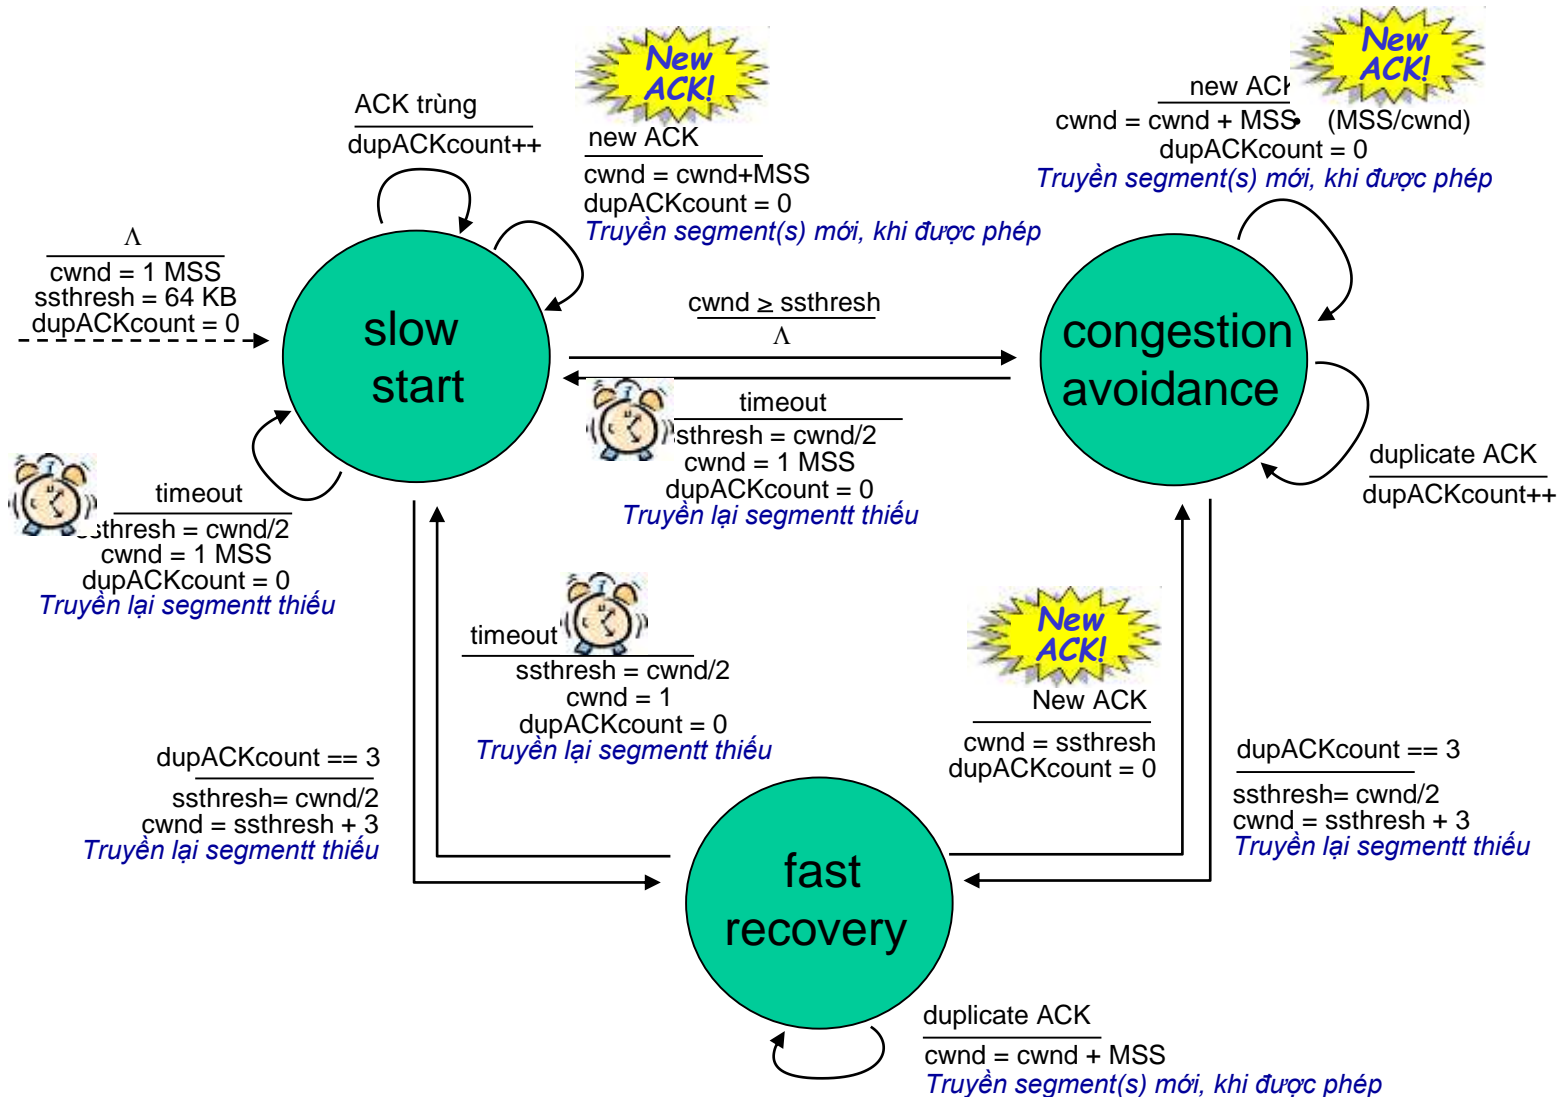 New
ACK!
New
ACK!
ACK trùng
dupACKcount++
new ACK
cwnd = cwnd+MSS
dupACKcount = 0
Truyền segment(s) mới, khi được phép
new ACK
cwnd = cwnd + MSS • (MSS/cwnd)
dupACKcount = 0
Truyền segment(s) mới, khi được phép
Λ
cwnd = 1 MSS
ssthresh = 64 KB
dupACKcount = 0
slow
start
cwnd ≥ ssthresh
Λ
congestion
avoidance
timeout
sthresh = cwnd/2
cwnd = 1 MSS
dupACKcount = 0
Truyền lại segmentt thiếu
duplicate ACK
dupACKcount++
timeout
sthresh = cwnd/2
cwnd = 1 MSS
dupACKcount = 0
Truyền lại segmentt thiếu
timeout
ssthresh = cwnd/2
cwnd = 1
dupACKcount = 0
Truyền lại segmentt thiếu
New
ACK!
New ACK
cwnd = ssthresh
dupACKcount = 0
dupACKcount == 3
ssthresh= cwnd/2
cwnd = ssthresh + 3
Truyền lại segmentt thiếu
dupACKcount == 3
ssthresh= cwnd/2
cwnd = ssthresh + 3
Truyền lại segmentt thiếu
fast
recovery
duplicate ACK
cwnd = cwnd + MSS
Truyền segment(s) mới, khi được phép